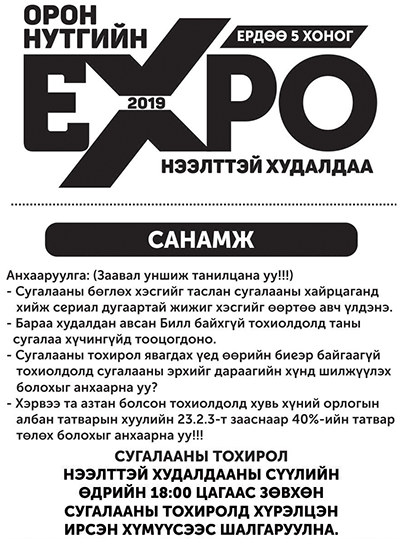 ОРОН
НУТГИЙН
ЕРДӨӨ 5 ХОНОГ
EXPO
2019
НЭЭЛТТЭЙ ХУДАЛДАА
САНАМЖ
Анхааруулга: (Заавал уншиж танилцана уу!!!)
- Сугалааны бөглөх хэсгийг таслан сугалааны хайрцаганд
хийж сериал дугаартай жижиг хэсгийг өөртөө авч үлдэнэ.
- Бараа худалдан авсан Билл байхгүй тохиолдолд таны
сугалаа хүчингүйд тооцогдоно.
- Сугалааны тохирол явагдах үед өөрийн биеэр байгаагүй
тохиолдолд сугалааны эрхийг дараагийн хүнд шилжүүлэх
болохыг анхаарна уу?
- Хэрвээ та азтан болсон тохиолдолд хувь хүний орлогын
албан татварын хуулийн 23.2.3-т зааснаар 40%-ийн татвар
төлөх болохыг анхаарна уу!!!
СУГАЛААНЫ ТОХИРОЛ
НЭЭЛТТЭЙ ХУДАЛДААНЫ СҮҮЛИЙН
ӨДРИЙН 18:00 ЦАГААС ЗӨВХӨН
СУГАЛААНЫ ТОХИРОЛД ХҮРЭЛЦЭН
ИРСЭН ХҮМҮҮСЭЭС ШАЛГАРУУЛНА.